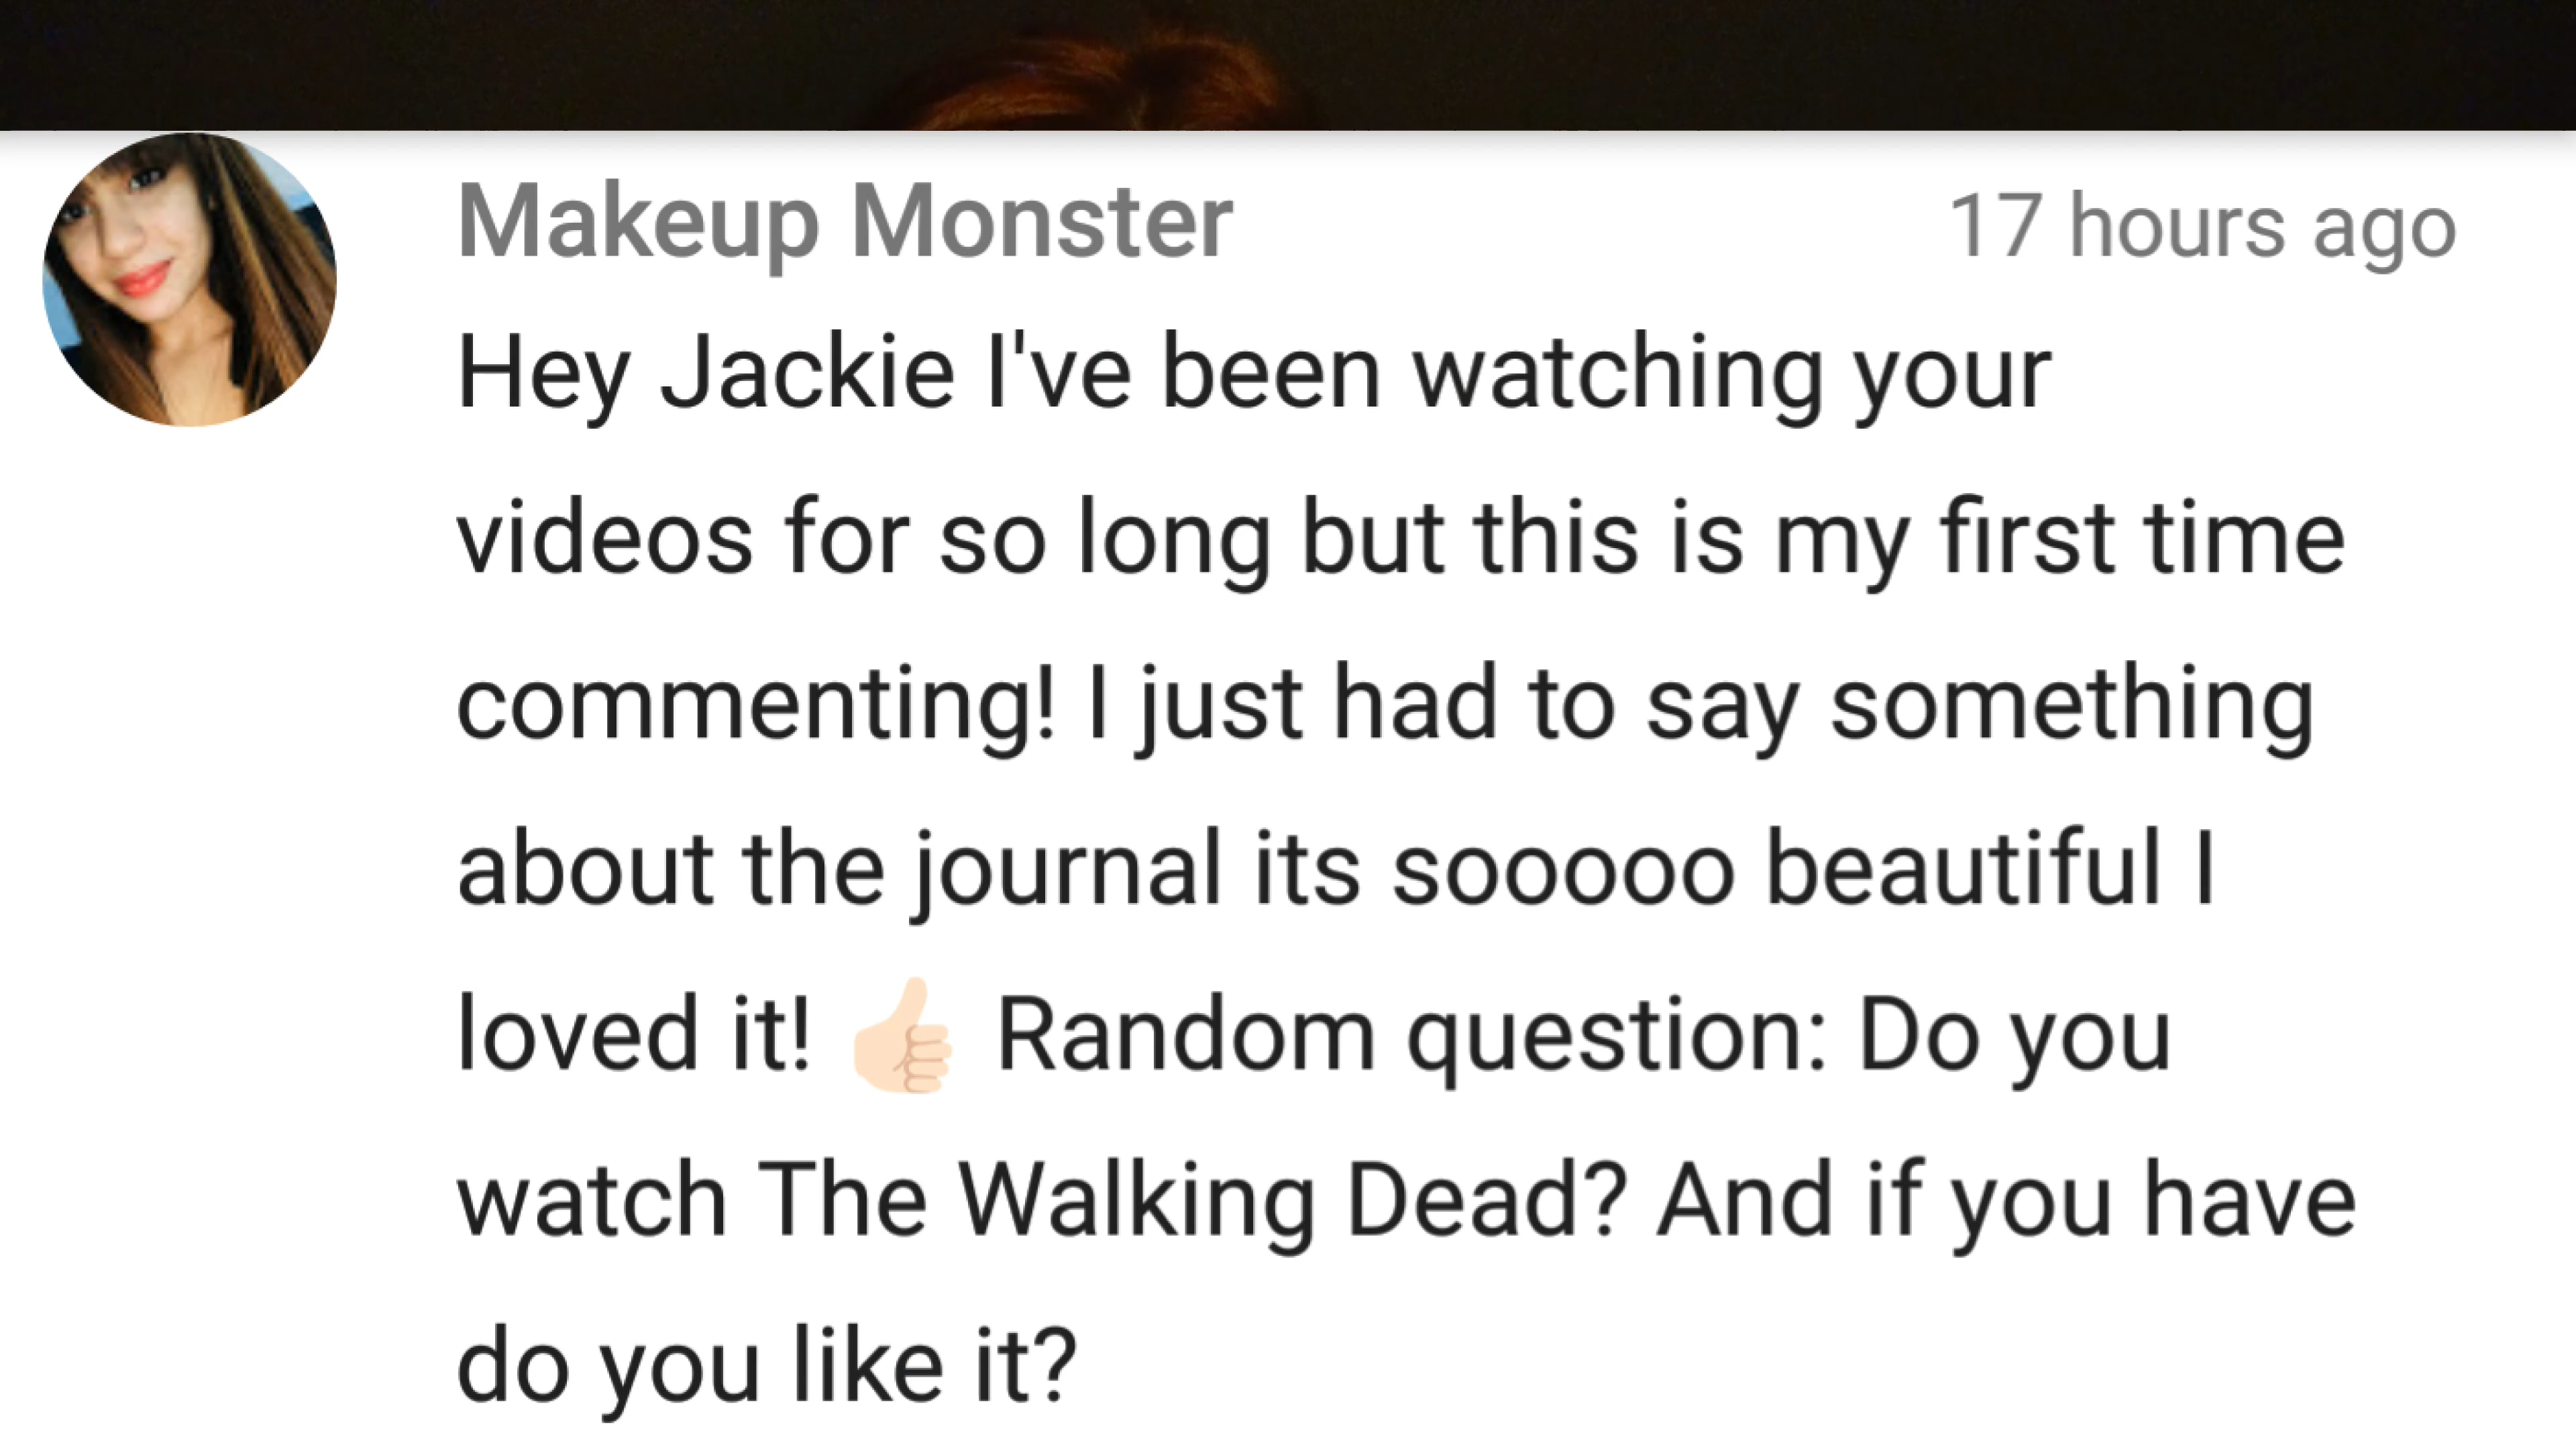 Makeup Monster 17 hours ago
Hey Jackie I've been watching your
videos for so long but this is my first time
commenting! I just had to say something
about the journal its sooooo beautiful I
loved it! 👍🏻 Random question: Do you
watch The Walking Dead? And if you have
do you like it?